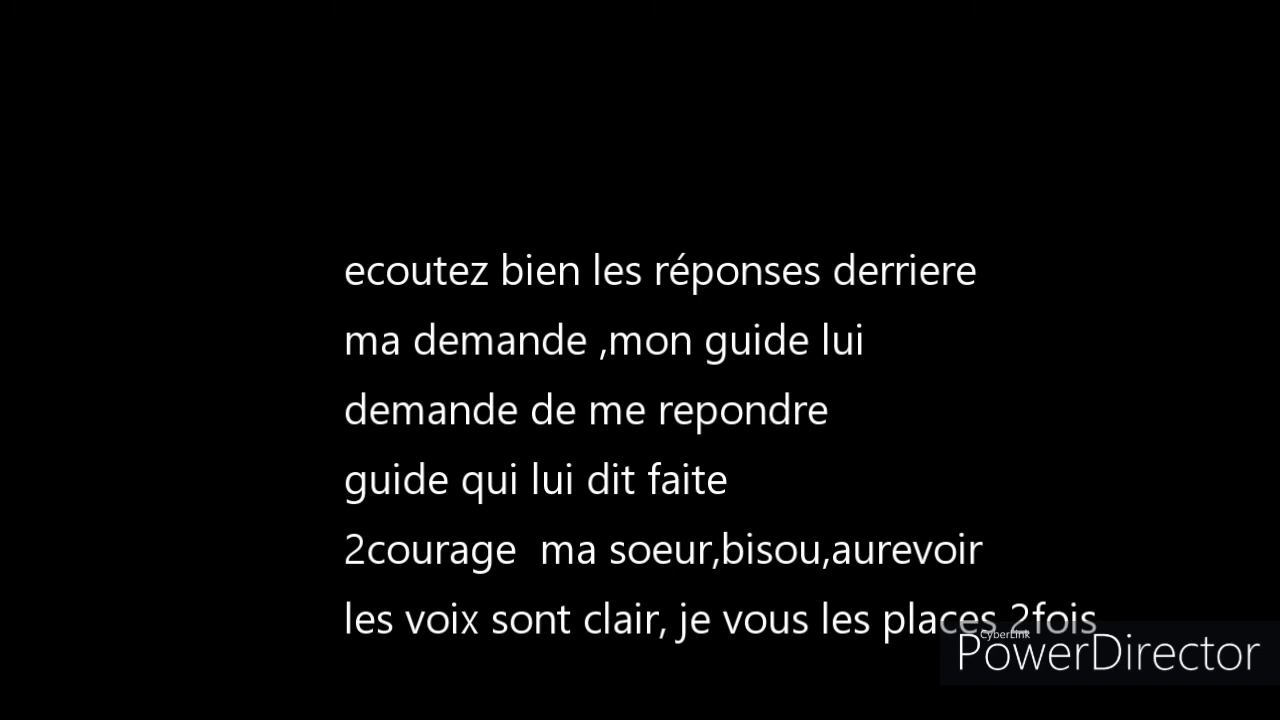 ecoutez bien les réponses derriere
ma demande ,mon guide lui
demande de me repondre
guide qui lui dit faite
2courage  ma soeur,bisou,aurevoir
les voix sont clair, je vous les places 2fois
CyberLink
PowerDirector